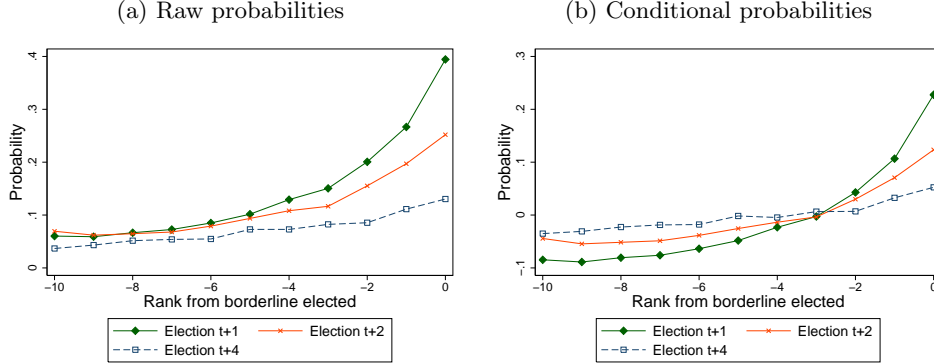 (a) Raw probabilities
Probability
.4
.3
.2
.1
0
−10
−8
−6
−4
−2
0
Rank from borderline elected
Election t+1
Election t+2
Election t+4
(b) Conditional probabilities
Probability
.3
.2
.1
0
−.1
−10
−8
−6
−4
−2
0
Rank from borderline elected
Election t+1
Election t+2
Election t+4